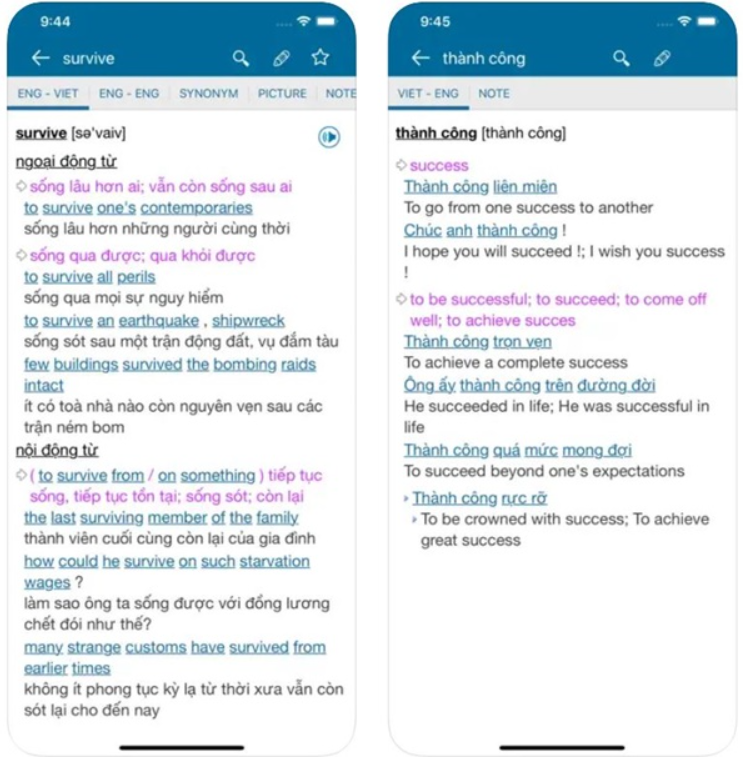 9:44
survive
ENG - VIET ENG - ENG SYNONYM PICTURE NOTE
survive [sə'vaiv]
ngoại động từ
sống lâu hơn ai; vẫn còn sống sau ai
to survive one's contemporaries
sống lâu hơn những người cùng thời
sống qua được; qua khỏi được
to survive all perils
sống qua mọi sự nguy hiểm
to survive an earthquake , shipwreck
sống sót sau một trận động đất, vụ đắm tàu
few buildings survived the bombing raids
intact
ít có toà nhà nào còn nguyên vẹn sau các
trận ném bom
nội động từ
( to survive from / on something ) tiếp tục
sống, tiếp tục tồn tại; sống sót; còn lại
the last surviving member of the family
thành viên cuối cùng còn lại của gia đình
how could he survive on such starvation
wages ?
làm sao ông ta sống được với đồng lương
chết đói như thế?
many strange customs have survived from
earlier times
không ít phong tục kỳ lạ từ thời xưa vẫn còn
sót lại cho đến nay
9:45
thành công
VIET - ENG NOTE
thành công [thành công]
success
Thành công liên miên
To go from one success to another
Chúc anh thành công !
I hope you will succeed !; I wish you success
!
to be successful; to succeed; to come off
well; to achieve succes
Thành công trọn vẹn
To achieve a complete success
Ông ấy thành công trên đường đời
He succeeded in life; He was successful in
life
Thành công quá mức mong đợi
To succeed beyond one's expectations
Thành công rực rỡ
To be crowned with success; To achieve
great success